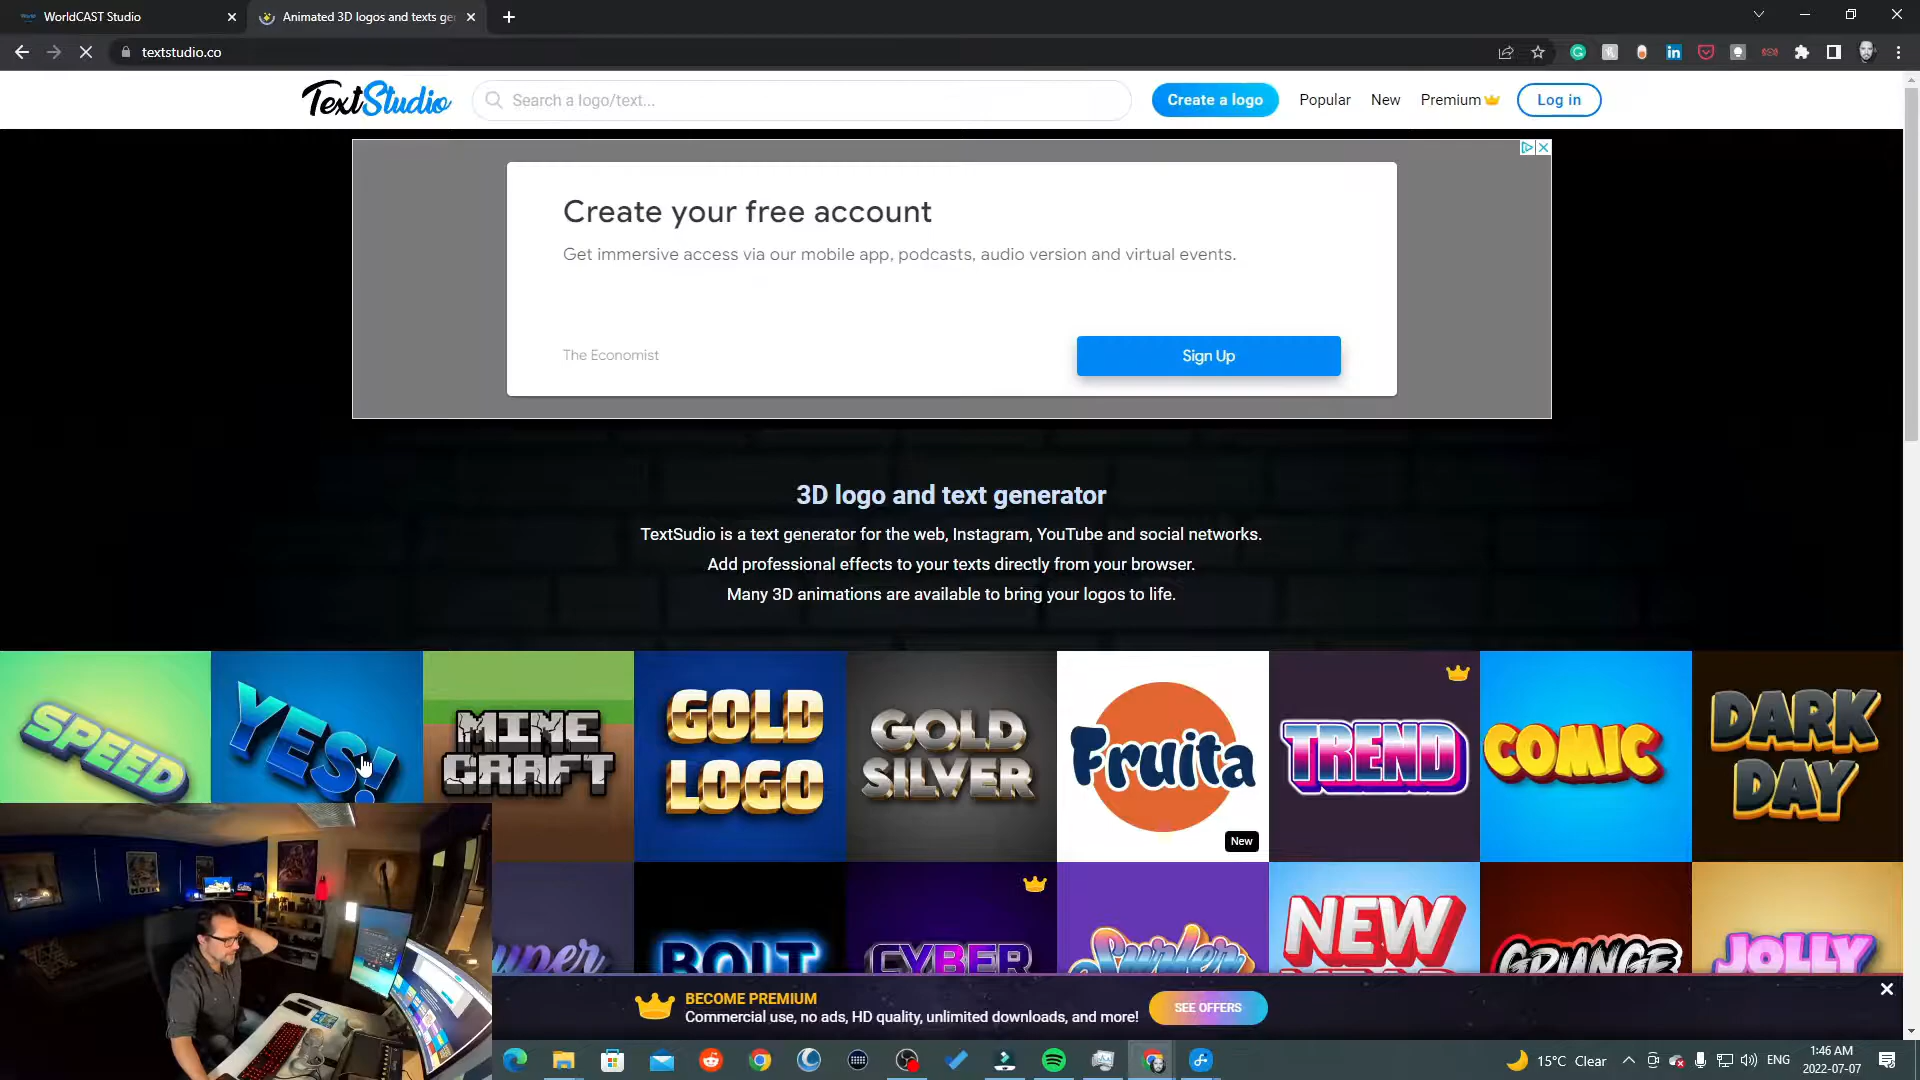 WorldCAST Studio
Animated 3D logos and texts ge
textstudio.co
TextStudio
Search a logo/text...
Create a logo
Popular
New
Premium
Log in
Create your free account
Get immersive access via our mobile app, podcasts, audio version and virtual events.
The Economist
Sign Up
3D logo and text generator
TextSudio is a text generator for the web, Instagram, YouTube and social networks.
Add professional effects to your texts directly from your browser.
Many 3D animations are available to bring your logos to life.
SPEED
YES!
MINE
CRAFT
GOLD
LOGO
GOLD
SILVER
Fruita
New
TREND
COMIC
DARK
DAY
uper
BOLT
CYBER
Surfer
NEW
GRUNGE
JOLLY
BECOME PREMIUM
Commercial use, no ads, HD quality, unlimited downloads, and more!
SEE OFFERS
15°C Clear
ENG
1:46 AM
2022-07-07